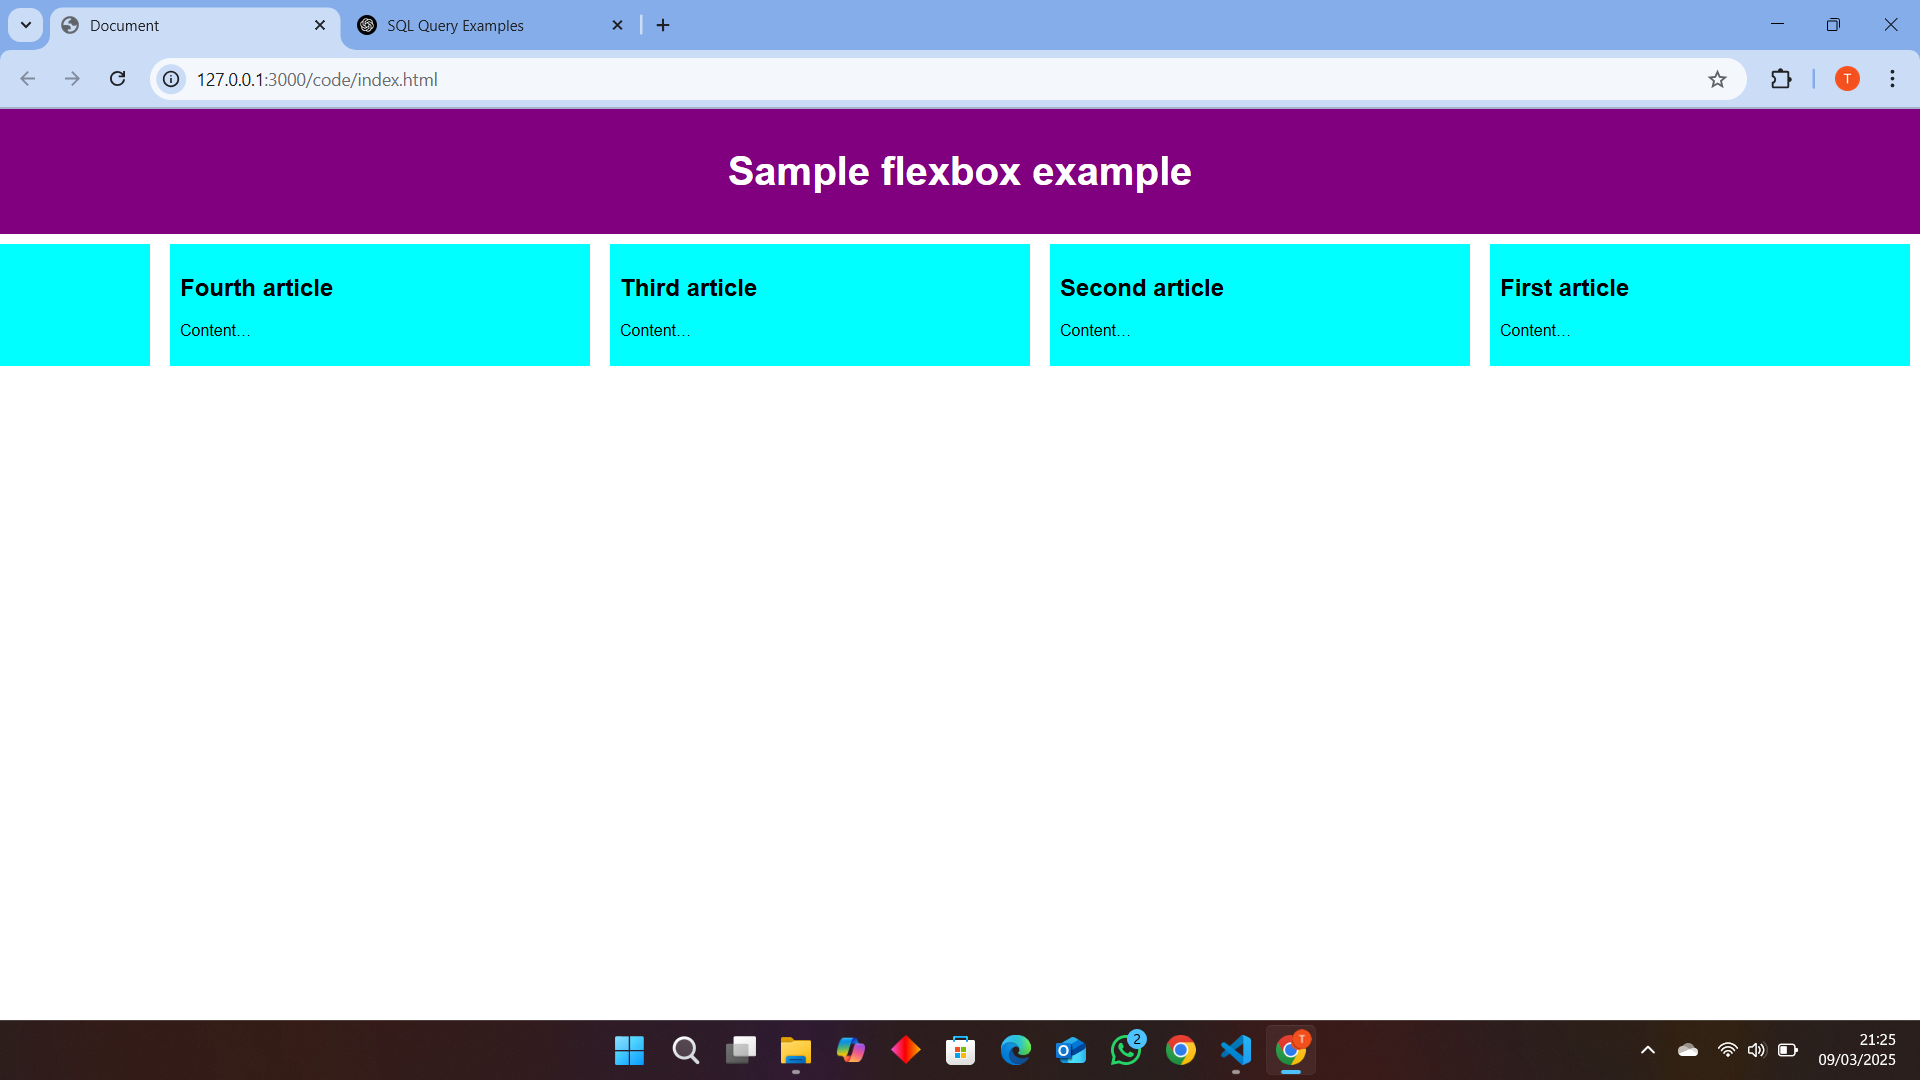 Document
SQL Query Examples
127.0.0.1:3000/code/index.html
T
Sample flexbox example
Fourth article
Content…
Third article
Content…
Second article
Content…
First article
Content…
2
T
21:25
09/03/2025